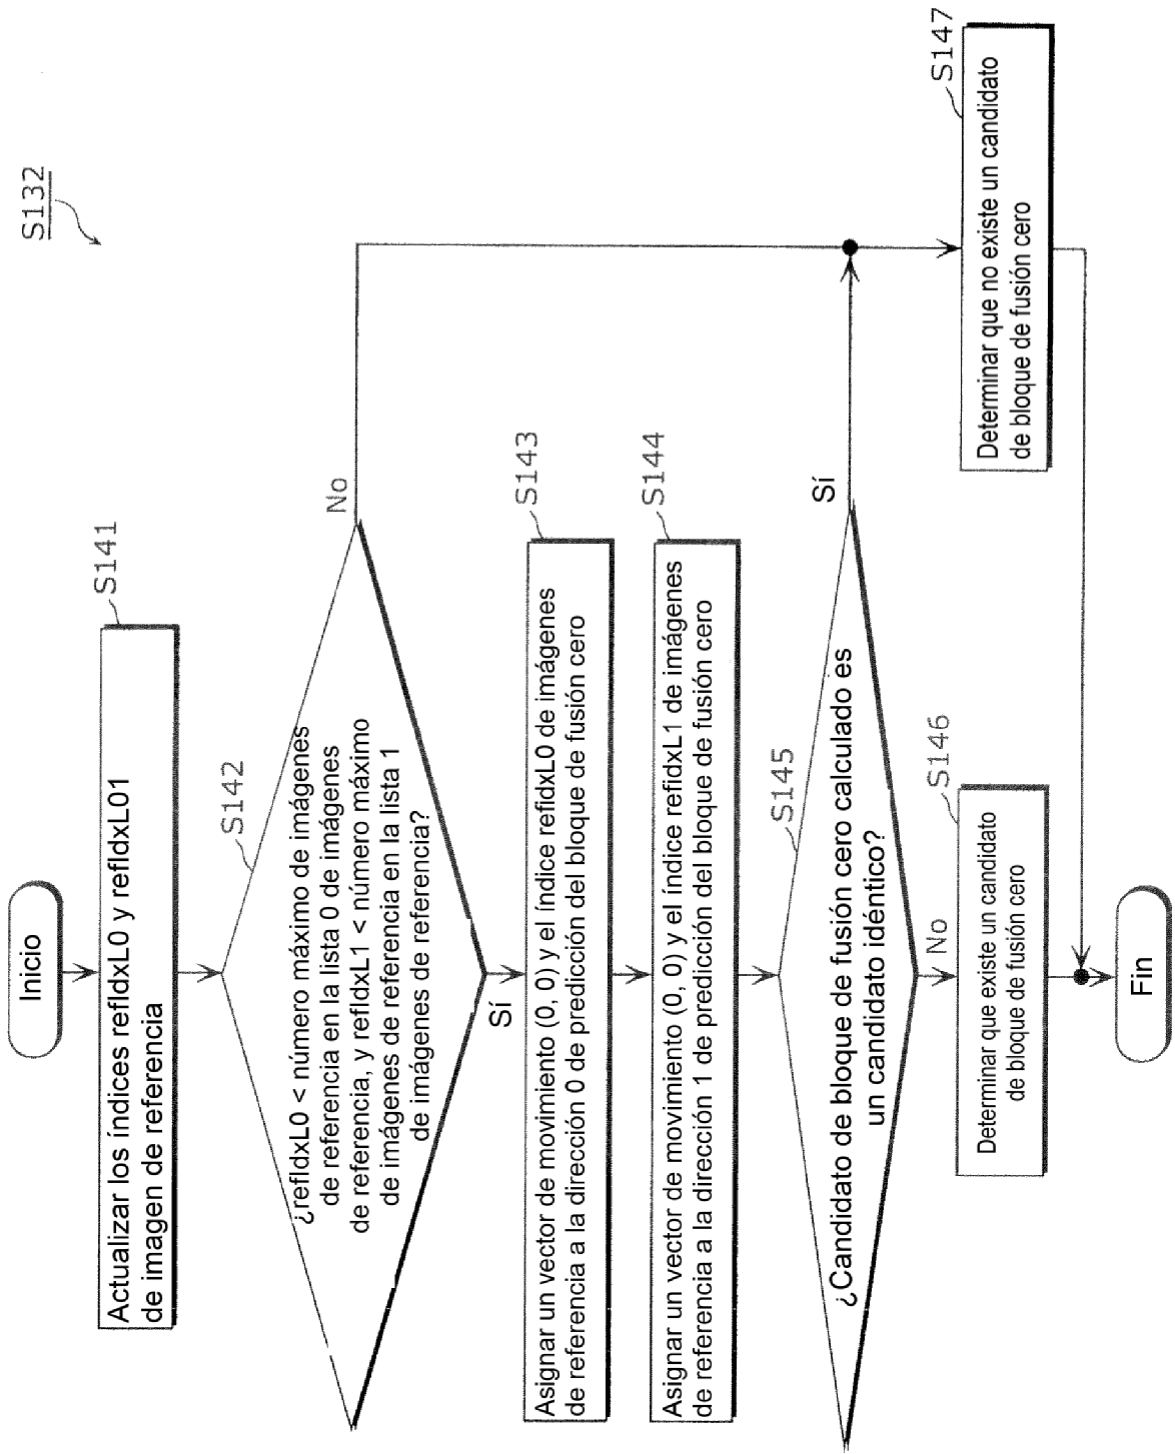 S132
Inicio
S141
Actualizar los índices refIdxL0 y refIdxL01
de imagen de referencia
S142
¿refIdxL0 < número máximo de imágenes
de referencia en la lista 0 de imágenes
de referencia, y refIdxL1 < número máximo
de imágenes de referencia en la lista 1
de imágenes de referencia?
No
Sí
S143
Asignar un vector de movimiento (0, 0) y el índice refIdxL0 de imágenes
de referencia a la dirección 0 de predicción del bloque de fusión cero
S144
Asignar un vector de movimiento (0, 0) y el índice refIdxL1 de imágenes
de referencia a la dirección 1 de predicción del bloque de fusión cero
S145
¿Candidato de bloque de fusión cero calculado es
un candidato idéntico?
Sí
No
S146
Determinar que existe un candidato
de bloque de fusión cero
S147
Determinar que no existe un candidato
de bloque de fusión cero
Fin